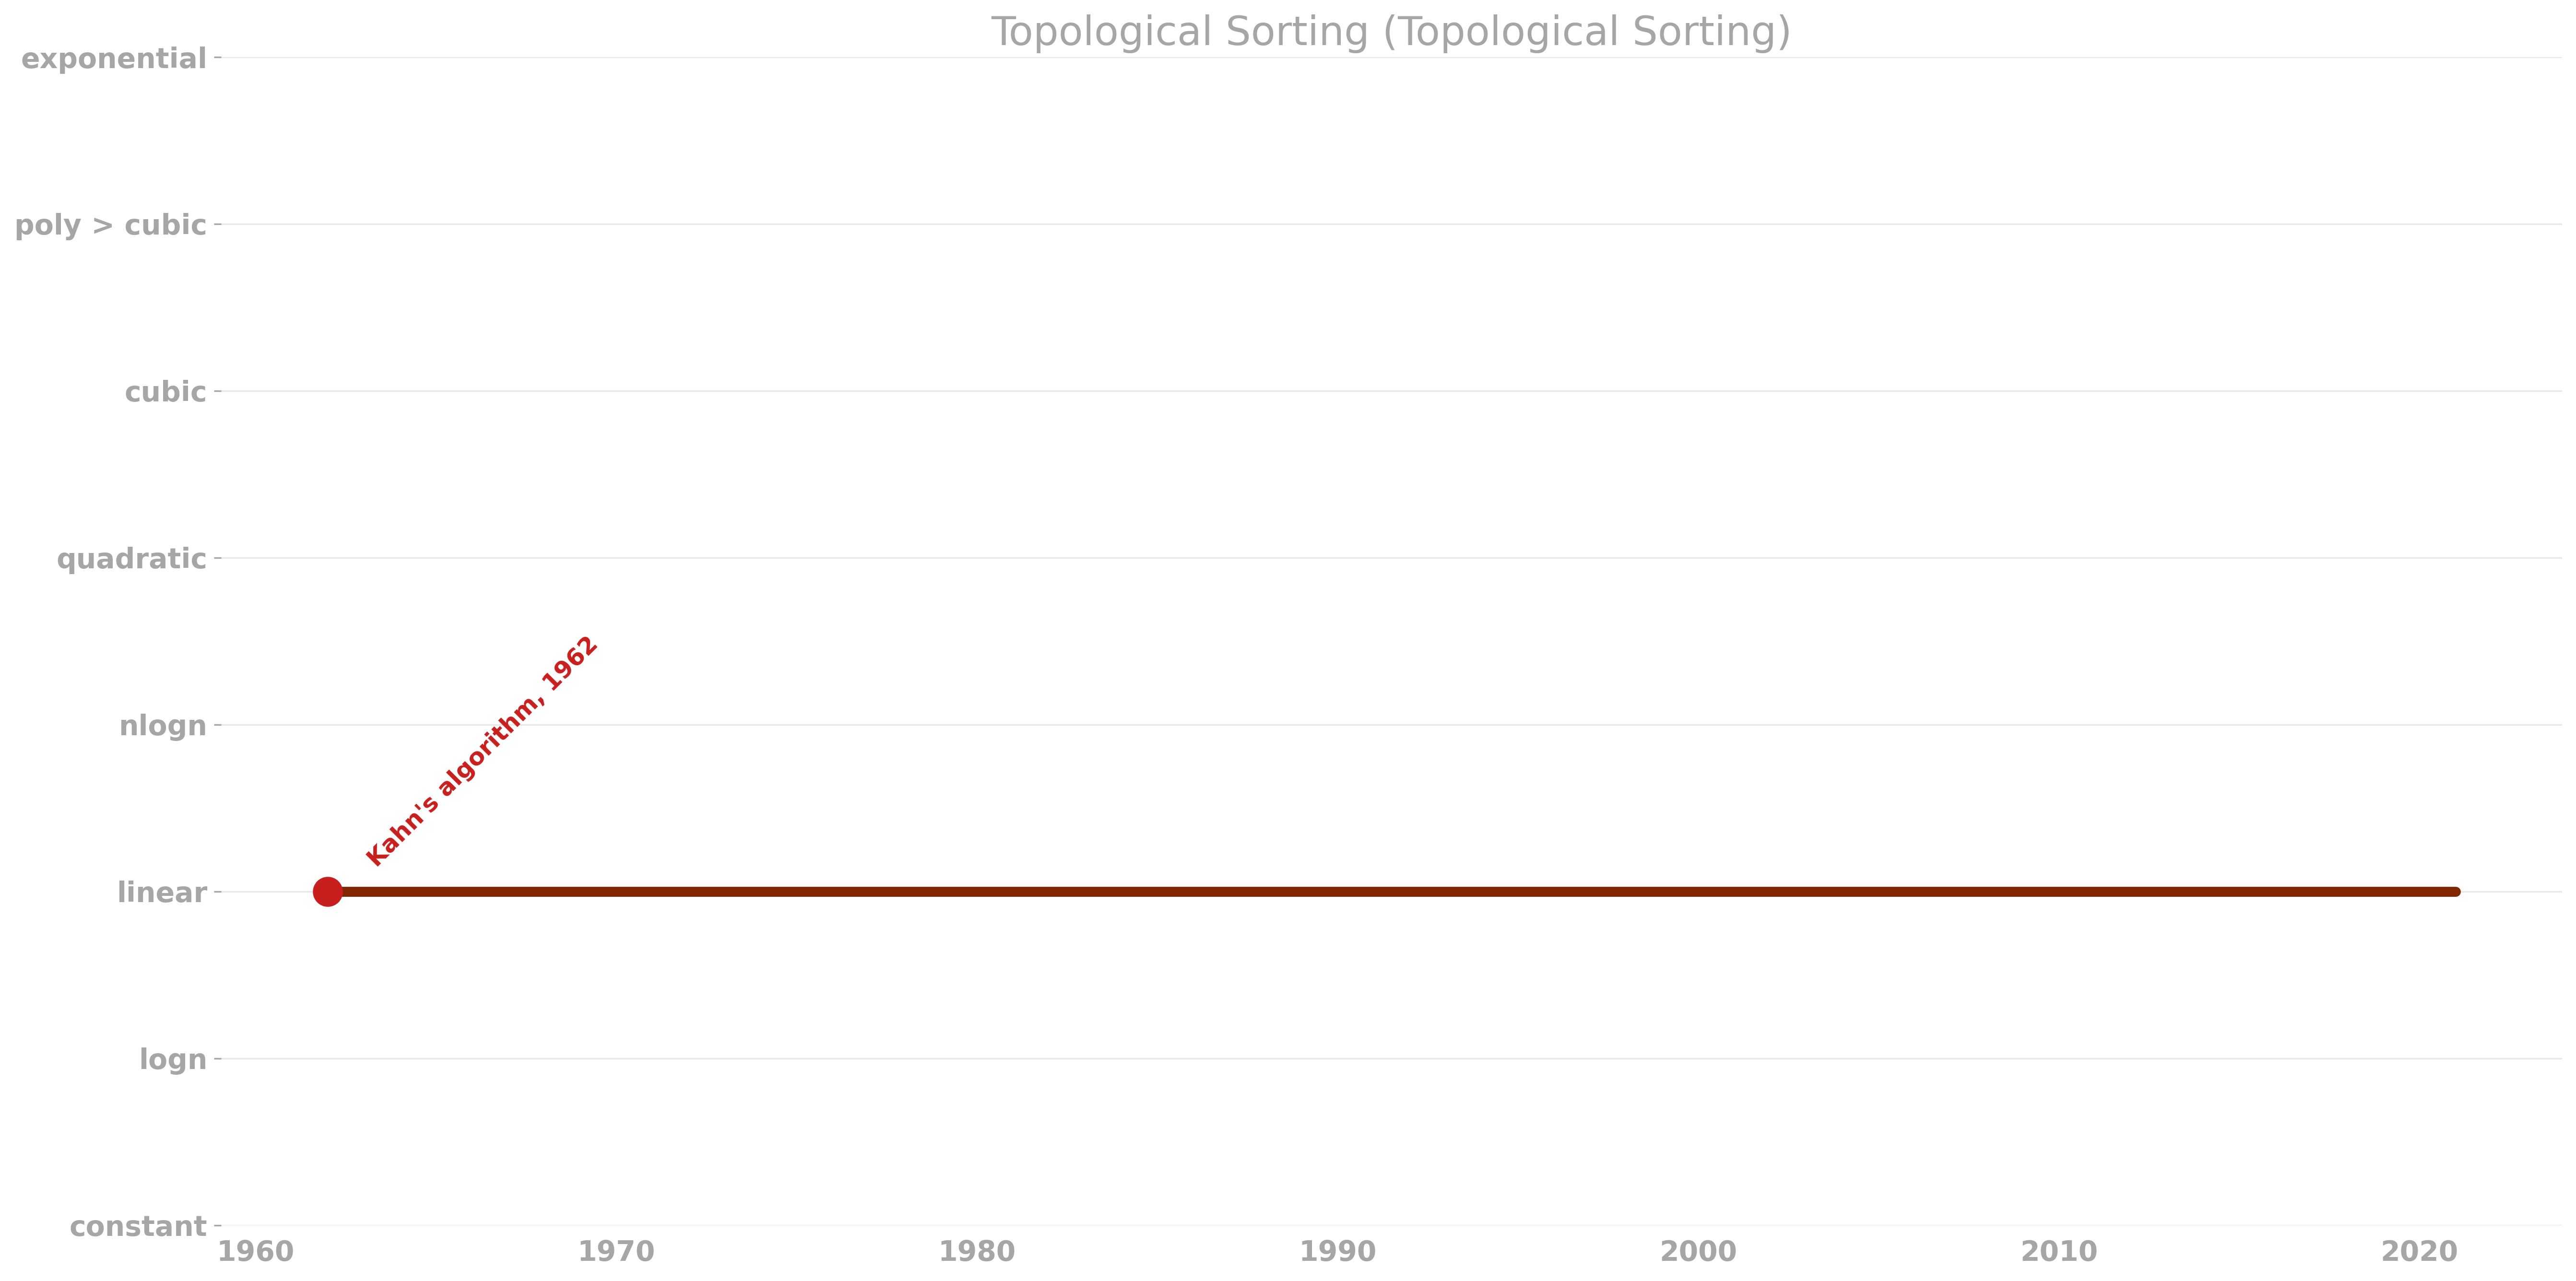 Topological Sorting (Topological Sorting)
exponential
poly > cubic
cubic
quadratic
nlogn
linear
logn
constant
Kahn's algorithm, 1962
1960 1970 1980 1990 2000 2010 2020